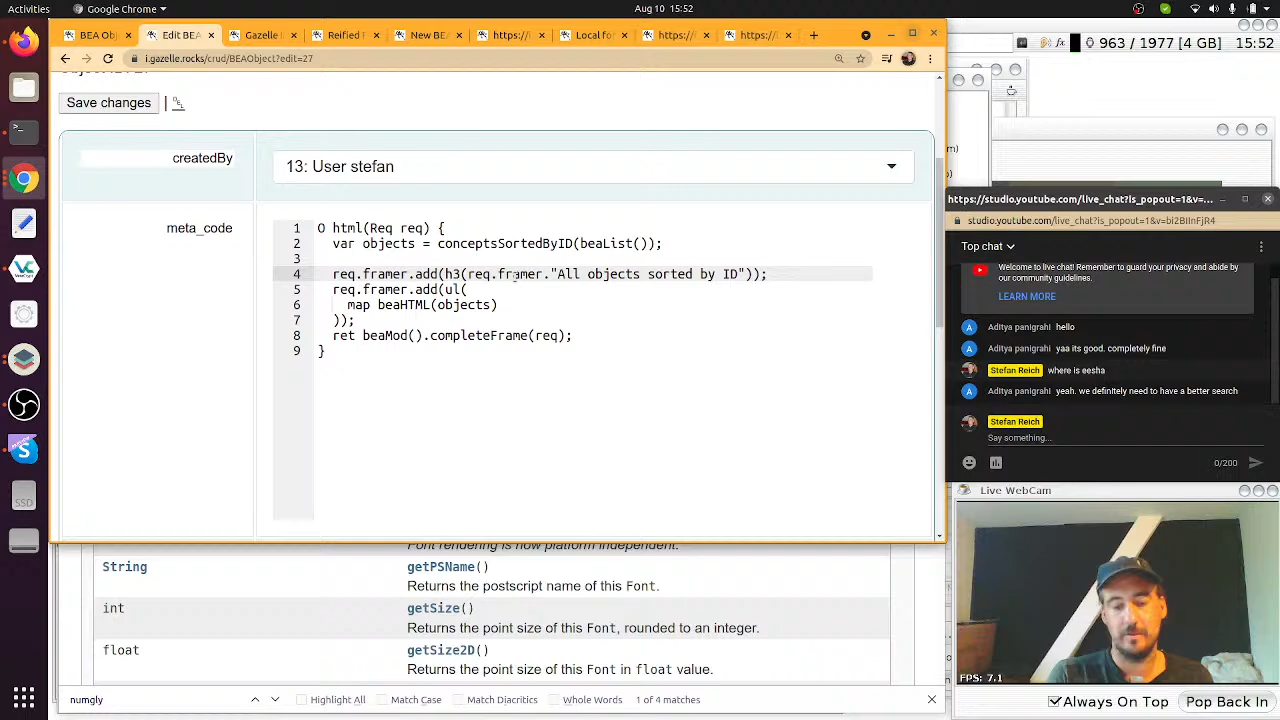 Activities
Google Chrome
Aug 10 15:52
BEA Obj
Edit BEA
Gazelle I
Reified F
New BEA
https://i
Local for
https://
https://
963 / 1977 [4 GB]
15:52
i.gazelle.rocks/crud/BEAObject?edit=27
Save changes
|
createdBy
13: User stefan
meta_code
1 O html(Req req) {
2 var objects = conceptsSortedByID(beaList());
3
4 req.framer.add(h3(req.framer."All objects sorted by ID"));
5 req.framer.add(ul(
6 map beaHTML(objects)
7 ));
8 ret beaMod().completeFrame(req);
9 }
https://studio.youtube.com/live_chat?is_popout=1&v=...
studio.youtube.com/live_chat?is_popout=1&v=bi2BIlnFjR4
Top chat
Welcome to live chat! Remember to guard your privacy and abide by
our community guidelines.
LEARN MORE
Aditya panigrahi hello
Aditya panigrahi yaa its good. completely fine
Stefan Reich where is eesha
Aditya panigrahi yeah. we definitely need to have a better search
Stefan Reich
Say something...
0/200
Live WebCam
FPS: 7.1
Always On Top
Pop Back In
Font rendering is now platform independent.
String getPSName()
Returns the postscript name of this Font.
int getSize()
Returns the point size of this Font, rounded to an integer.
float getSize2D()
Returns the point size of this Font in float value.
numgly
Highlight All
Match Case
Match Diacritics
Whole Words
1 of 4 matches
SSD